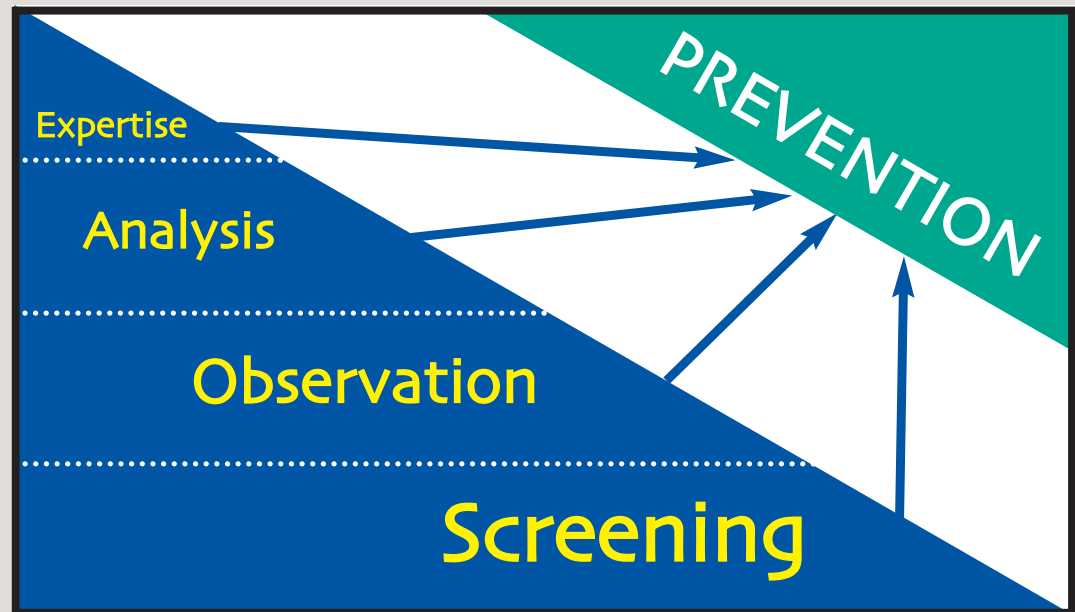 PREVENTION
Expertise
Analysis
Observation
Screening